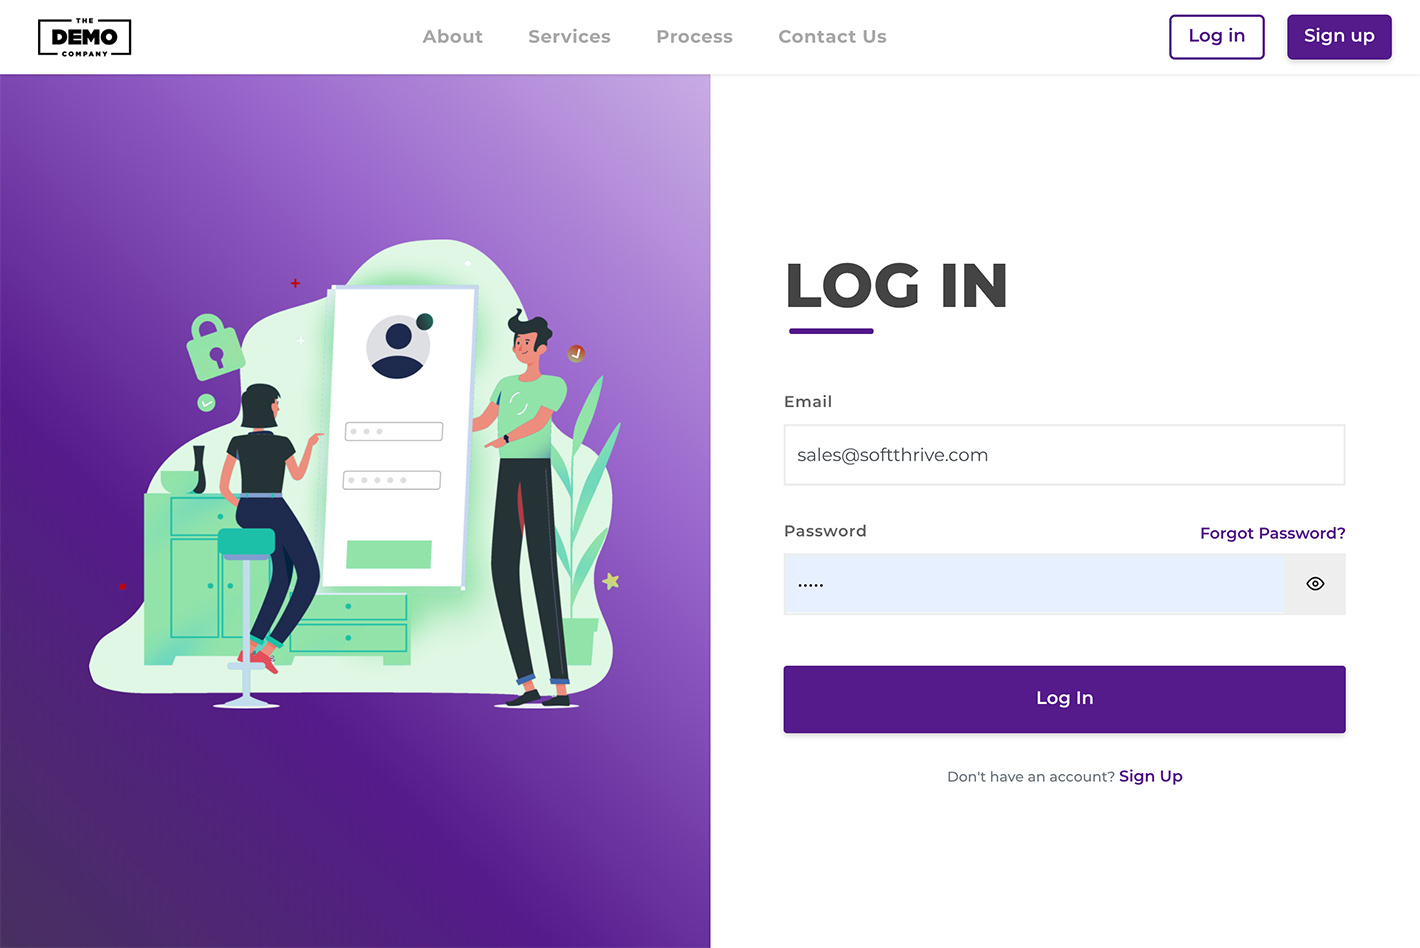 THE
DEMO
COMPANY
About Services Process Contact Us
Log in Sign up
LOG IN
Email
sales@softthrive.com
Password Forgot Password?
•••••
Log In
Don't have an account? Sign Up